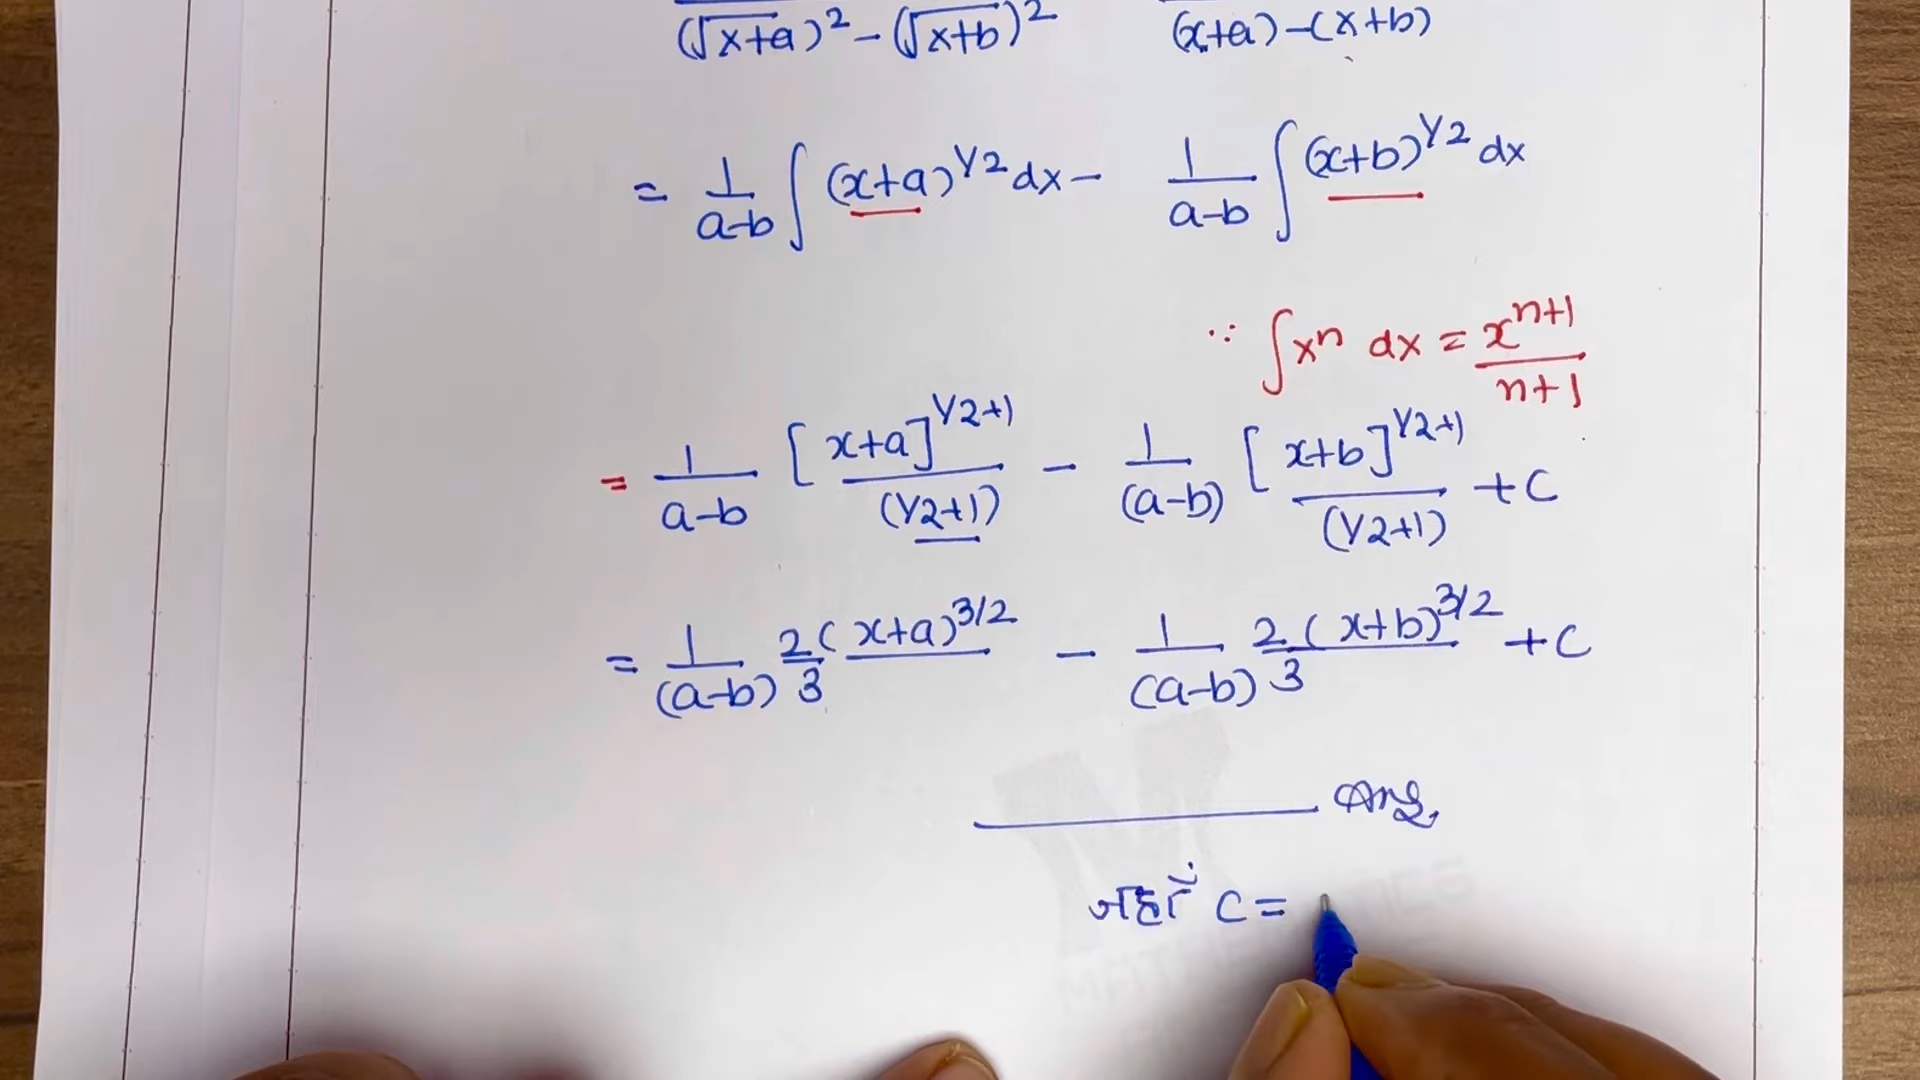 (√x+a)² - (√x+b)² (x+a)-(x+b)
= 1/(a-b) ∫(x+a)^1/2 dx - 1/(a-b) ∫(x+b)^1/2 dx
∵ ∫xⁿ dx = x^n+1/n+1
= 1/(a-b) [x+a]^1/2+1/(1/2+1) - 1/(a-b) [x+b]^1/2+1/(1/2+1) + C
= 1/(a-b) 2/3 (x+a)^3/2 - 1/(a-b) 2/3 (x+b)^3/2 + C
Ans.
जहाँ C =